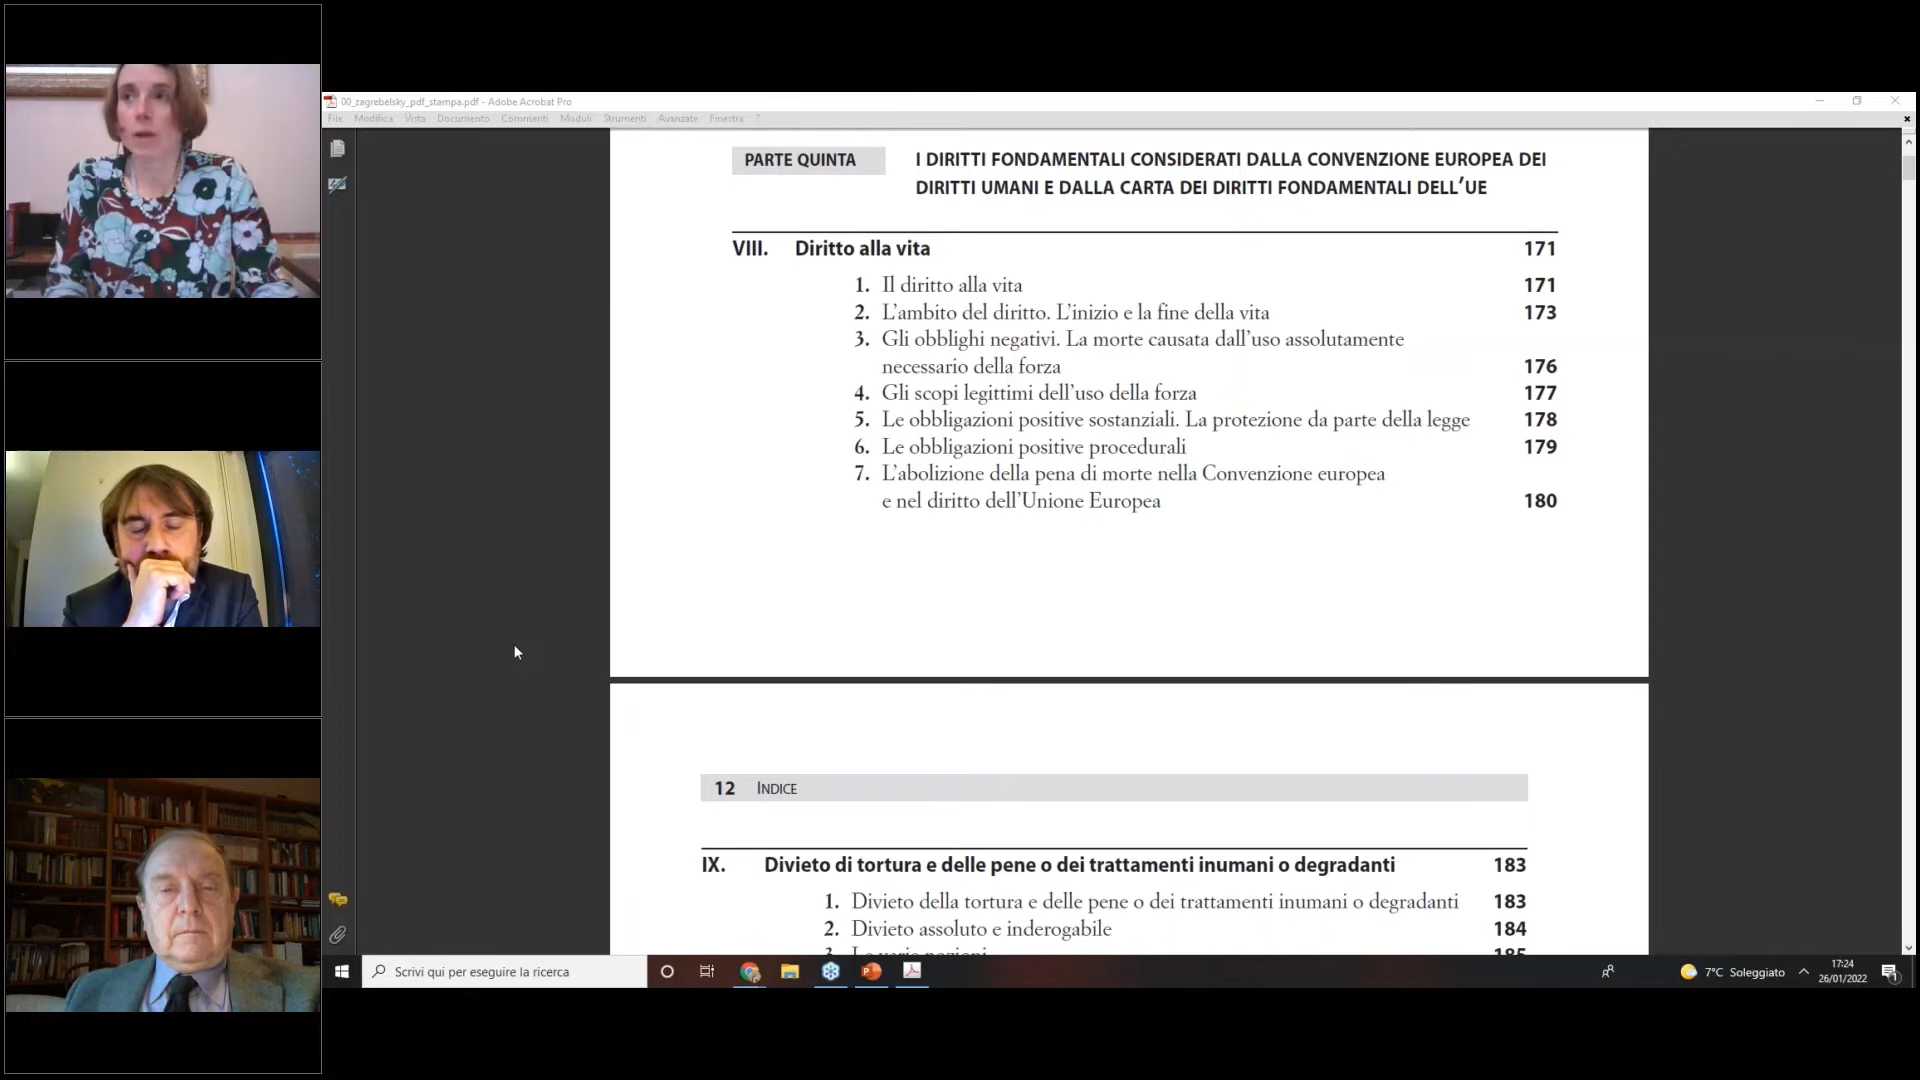 00_zagrebelsky_pdf_stampa.pdf - Adobe Acrobat Pro
File Modifica Vista Documento Commenti Moduli Strumenti Avanzate Finestra ?
PARTE QUINTA
I DIRITTI FONDAMENTALI CONSIDERATI DALLA CONVENZIONE EUROPEA DEI
DIRITTI UMANI E DALLA CARTA DEI DIRITTI FONDAMENTALI DELL'UE
VIII. Diritto alla vita 171
1. Il diritto alla vita 171
2. L'ambito del diritto. L'inizio e la fine della vita 173
3. Gli obblighi negativi. La morte causata dall'uso assolutamente
necessario della forza 176
4. Gli scopi legittimi dell'uso della forza 177
5. Le obbligazioni positive sostanziali. La protezione da parte della legge 178
6. Le obbligazioni positive procedurali 179
7. L'abolizione della pena di morte nella Convenzione europea
e nel diritto dell'Unione Europea 180
12 INDICE
IX. Divieto di tortura e delle pene o dei trattamenti inumani o degradanti 183
1. Divieto della tortura e delle pene o dei trattamenti inumani o degradanti 183
2. Divieto assoluto e inderogabile 184
3. Le varie nozioni 185
Scrivi qui per eseguire la ricerca
7°C Soleggiato
17:24
26/01/2022
1